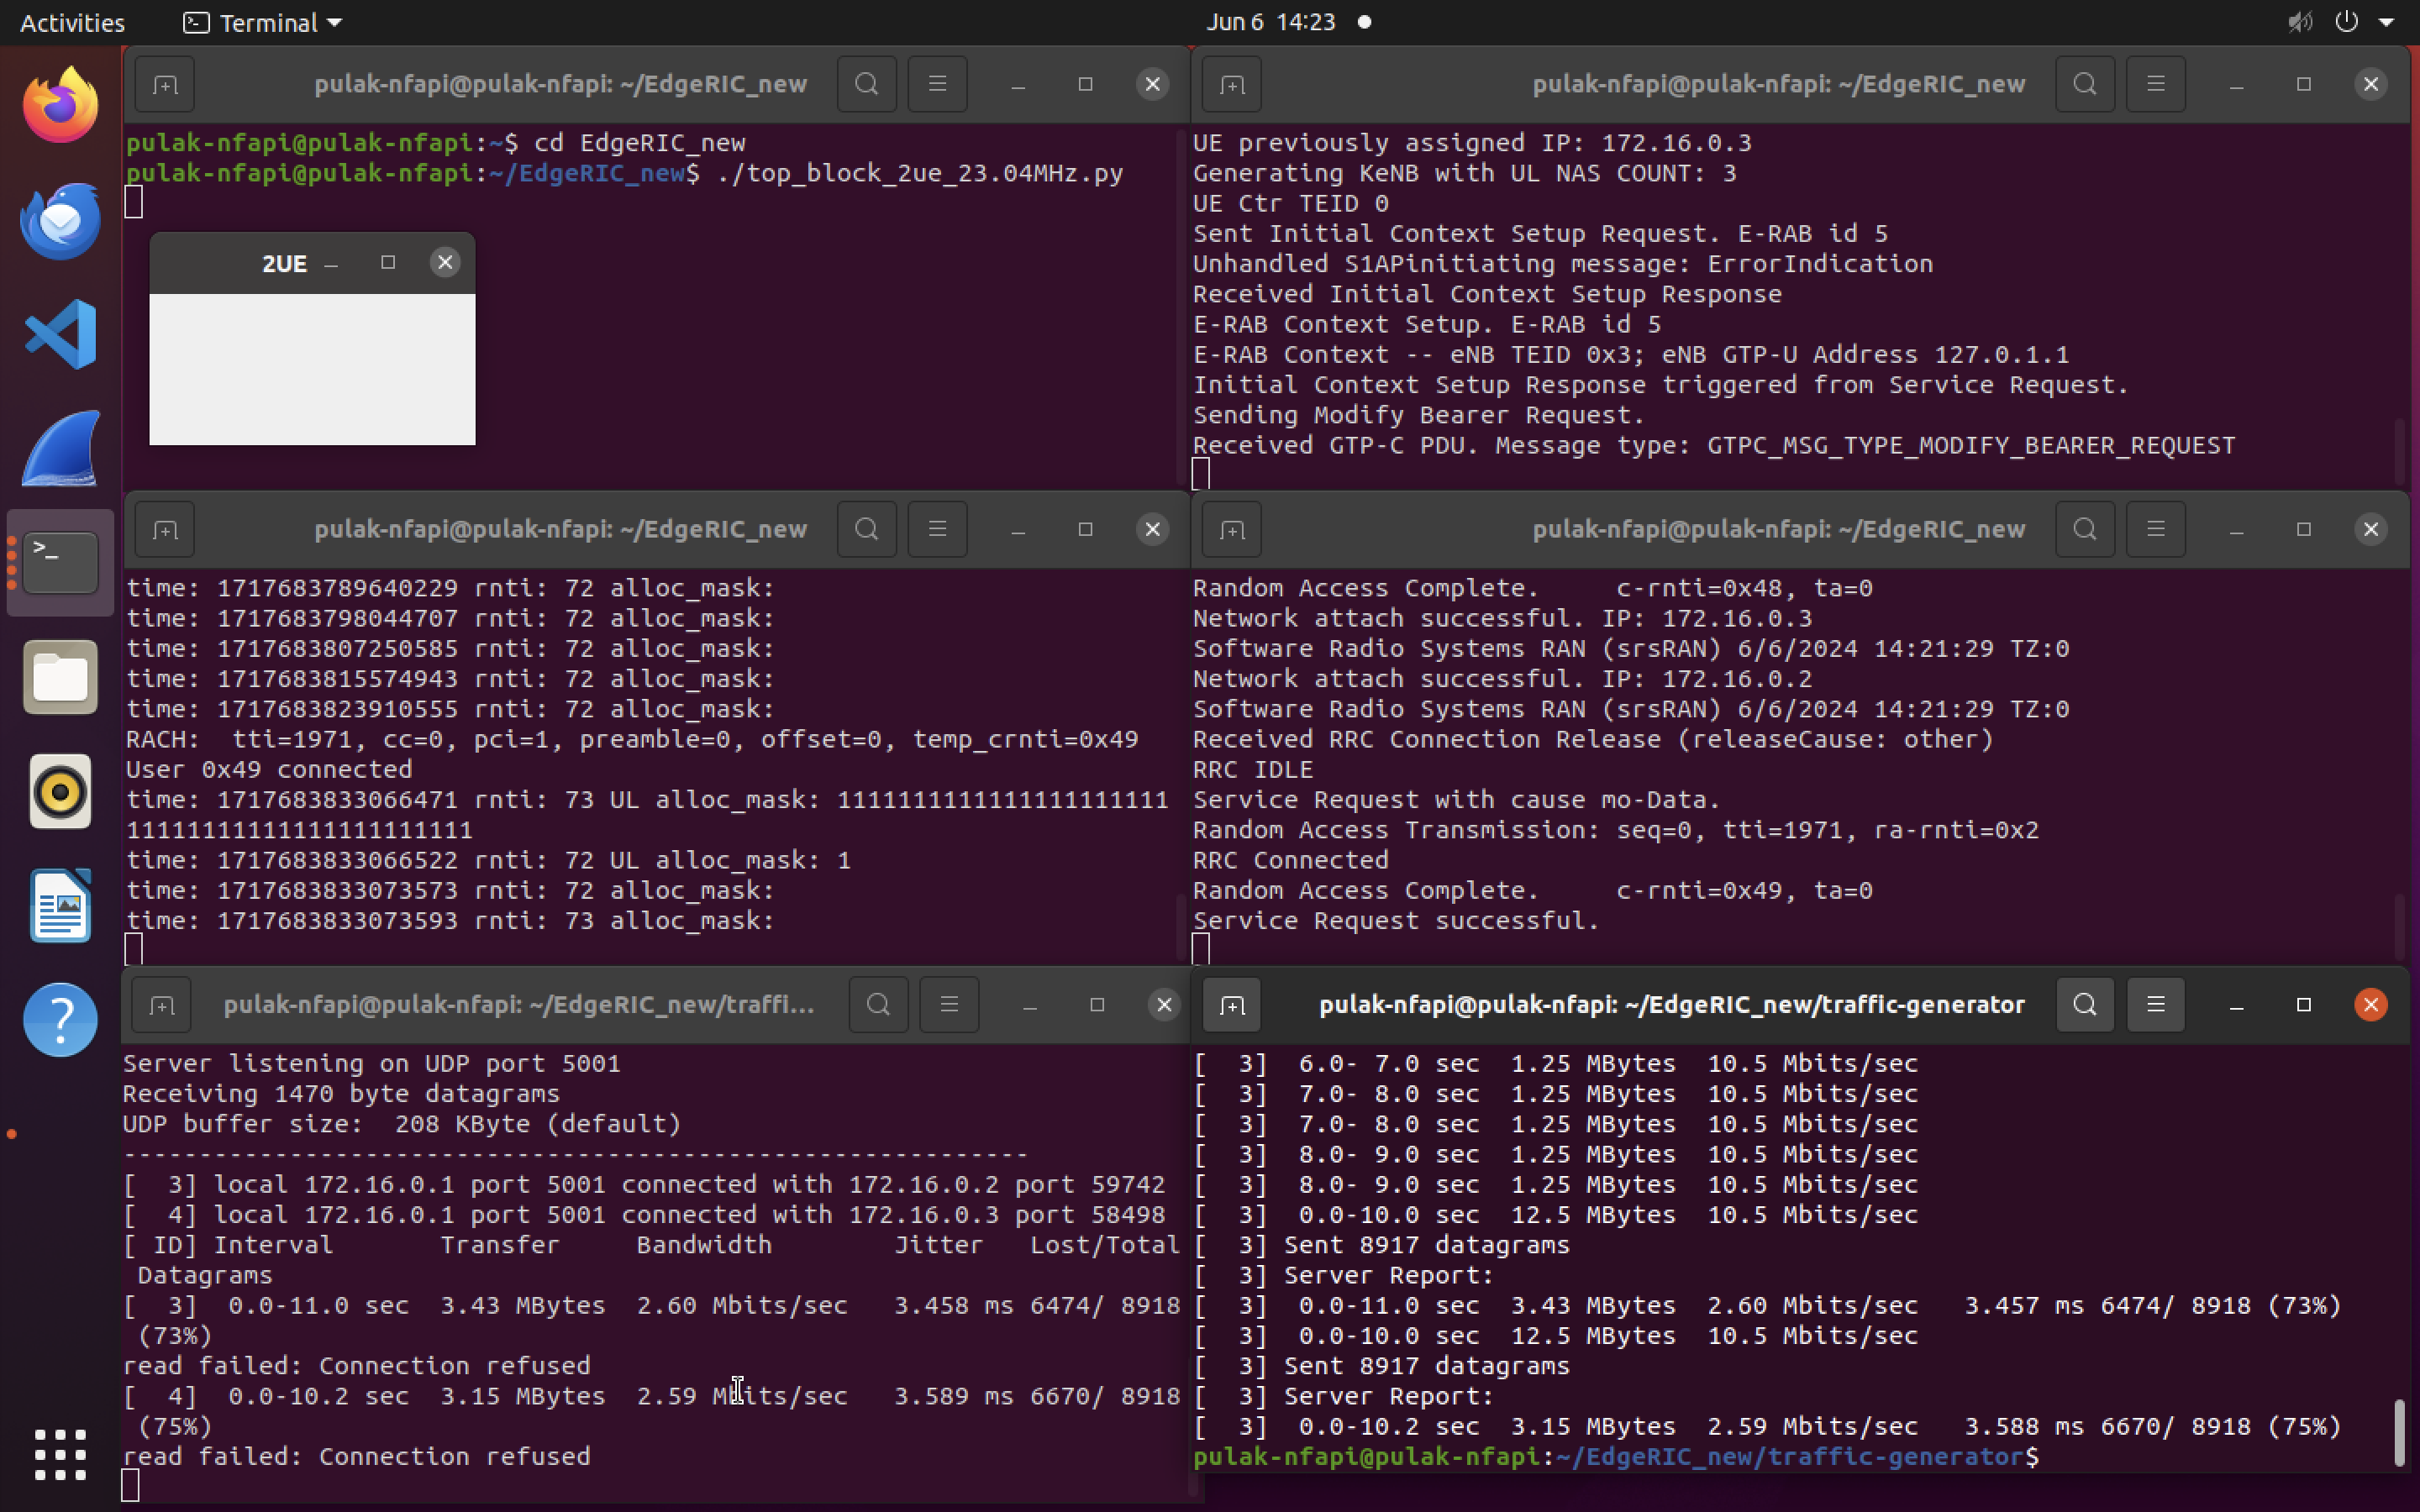 Activities
Terminal
Jun 6 14:23
pulak-nfapi@pulak-nfapi: ~/EdgeRIC_new
pulak-nfapi@pulak-nfapi:~$ cd EdgeRIC_new
pulak-nfapi@pulak-nfapi:~/EdgeRIC_new$ ./top_block_2ue_23.04MHz.py
2UE
pulak-nfapi@pulak-nfapi: ~/EdgeRIC_new
UE previously assigned IP: 172.16.0.3
Generating KeNB with UL NAS COUNT: 3
UE Ctr TEID 0
Sent Initial Context Setup Request. E-RAB id 5
Unhandled S1APinitiating message: ErrorIndication
Received Initial Context Setup Response
E-RAB Context Setup. E-RAB id 5
E-RAB Context -- eNB TEID 0x3; eNB GTP-U Address 127.0.1.1
Initial Context Setup Response triggered from Service Request.
Sending Modify Bearer Request.
Received GTP-C PDU. Message type: GTPC_MSG_TYPE_MODIFY_BEARER_REQUEST
pulak-nfapi@pulak-nfapi: ~/EdgeRIC_new
time: 1717683789640229 rnti: 72 alloc_mask:
time: 1717683798044707 rnti: 72 alloc_mask:
time: 1717683807250585 rnti: 72 alloc_mask:
time: 1717683815574943 rnti: 72 alloc_mask:
time: 1717683823910555 rnti: 72 alloc_mask:
RACH:  tti=1971, cc=0, pci=1, preamble=0, offset=0, temp_crnti=0x49
User 0x49 connected
time: 1717683833066471 rnti: 73 UL alloc_mask: 1111111111111111111111
11111111111111111111111
time: 1717683833066522 rnti: 72 UL alloc_mask: 1
time: 1717683833073573 rnti: 72 alloc_mask:
time: 1717683833073593 rnti: 73 alloc_mask:
pulak-nfapi@pulak-nfapi: ~/EdgeRIC_new
Random Access Complete.     c-rnti=0x48, ta=0
Network attach successful. IP: 172.16.0.3
Software Radio Systems RAN (srsRAN) 6/6/2024 14:21:29 TZ:0
Network attach successful. IP: 172.16.0.2
Software Radio Systems RAN (srsRAN) 6/6/2024 14:21:29 TZ:0
Received RRC Connection Release (releaseCause: other)
RRC IDLE
Service Request with cause mo-Data.
Random Access Transmission: seq=0, tti=1971, ra-rnti=0x2
RRC Connected
Random Access Complete.     c-rnti=0x49, ta=0
Service Request successful.
pulak-nfapi@pulak-nfapi: ~/EdgeRIC_new/traffi...
Server listening on UDP port 5001
Receiving 1470 byte datagrams
UDP buffer size:  208 KByte (default)
------------------------------------------------------------
[  3] local 172.16.0.1 port 5001 connected with 172.16.0.2 port 59742
[  4] local 172.16.0.1 port 5001 connected with 172.16.0.3 port 58498
[ ID] Interval       Transfer     Bandwidth        Jitter   Lost/Total
 Datagrams
[  3]  0.0-11.0 sec  3.43 MBytes  2.60 Mbits/sec   3.458 ms 6474/ 8918
 (73%)
read failed: Connection refused
[  4]  0.0-10.2 sec  3.15 MBytes  2.59 Mbits/sec   3.589 ms 6670/ 8918
 (75%)
read failed: Connection refused
pulak-nfapi@pulak-nfapi: ~/EdgeRIC_new/traffic-generator
[  3]  6.0- 7.0 sec  1.25 MBytes  10.5 Mbits/sec
[  3]  7.0- 8.0 sec  1.25 MBytes  10.5 Mbits/sec
[  3]  7.0- 8.0 sec  1.25 MBytes  10.5 Mbits/sec
[  3]  8.0- 9.0 sec  1.25 MBytes  10.5 Mbits/sec
[  3]  8.0- 9.0 sec  1.25 MBytes  10.5 Mbits/sec
[  3]  0.0-10.0 sec  12.5 MBytes  10.5 Mbits/sec
[  3] Sent 8917 datagrams
[  3] Server Report:
[  3]  0.0-11.0 sec  3.43 MBytes  2.60 Mbits/sec   3.457 ms 6474/ 8918 (73%)
[  3]  0.0-10.0 sec  12.5 MBytes  10.5 Mbits/sec
[  3] Sent 8917 datagrams
[  3] Server Report:
[  3]  0.0-10.2 sec  3.15 MBytes  2.59 Mbits/sec   3.588 ms 6670/ 8918 (75%)
pulak-nfapi@pulak-nfapi:~/EdgeRIC_new/traffic-generator$